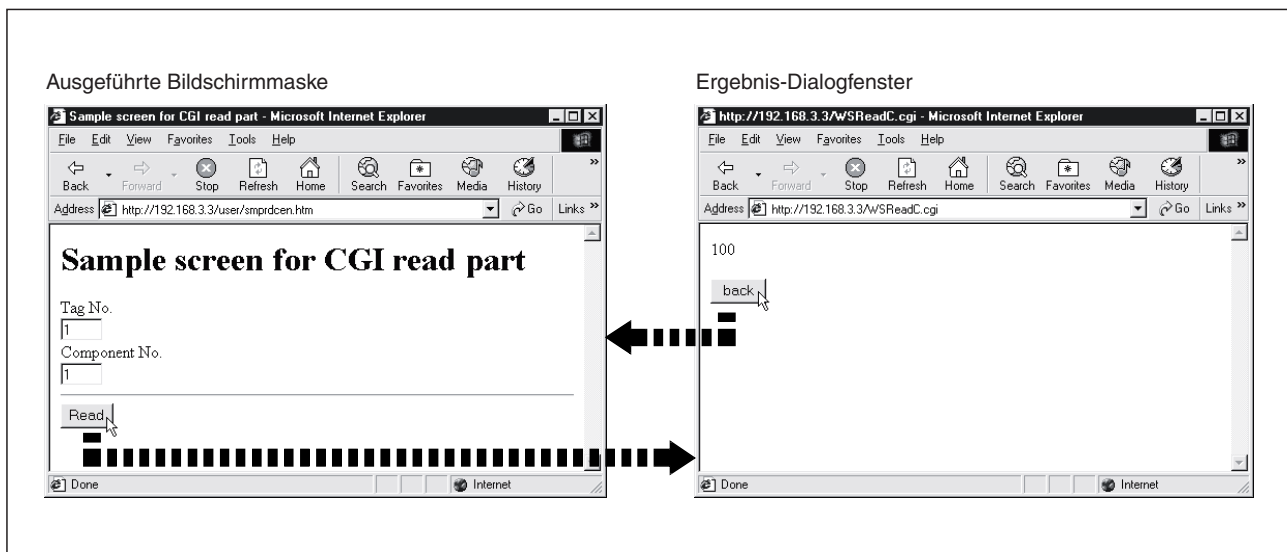 Ausgeführte Bildschirmmaske
Sample screen for CGI read part - Microsoft Internet Explorer
File Edit View Favorites Tools Help
Back Forward Stop Refresh Home Search Favorites Media History »
Address http://192.168.3.3/user/smprdcen.htm Go Links »
Sample screen for CGI read part
Tag No.
1
Component No.
1
Read
Done Internet
Ergebnis-Dialogfenster
http://192.168.3.3/WSReadC.cgi - Microsoft Internet Explorer
File Edit View Favorites Tools Help
Back Forward Stop Refresh Home Search Favorites Media History »
Address http://192.168.3.3/WSReadC.cgi Go Links »
100
back
Done Internet